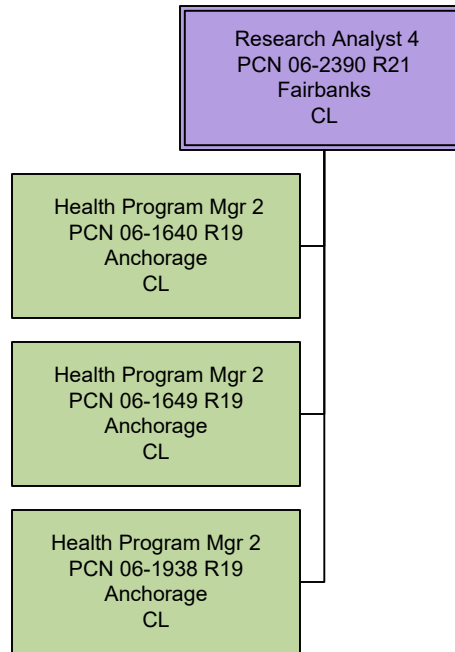 Research Analyst 4
PCN 06-2390 R21
Fairbanks
CL
Health Program Mgr 2
PCN 06-1640 R19
Anchorage
CL
Health Program Mgr 2
PCN 06-1649 R19
Anchorage
CL
Health Program Mgr 2
PCN 06-1938 R19
Anchorage
CL